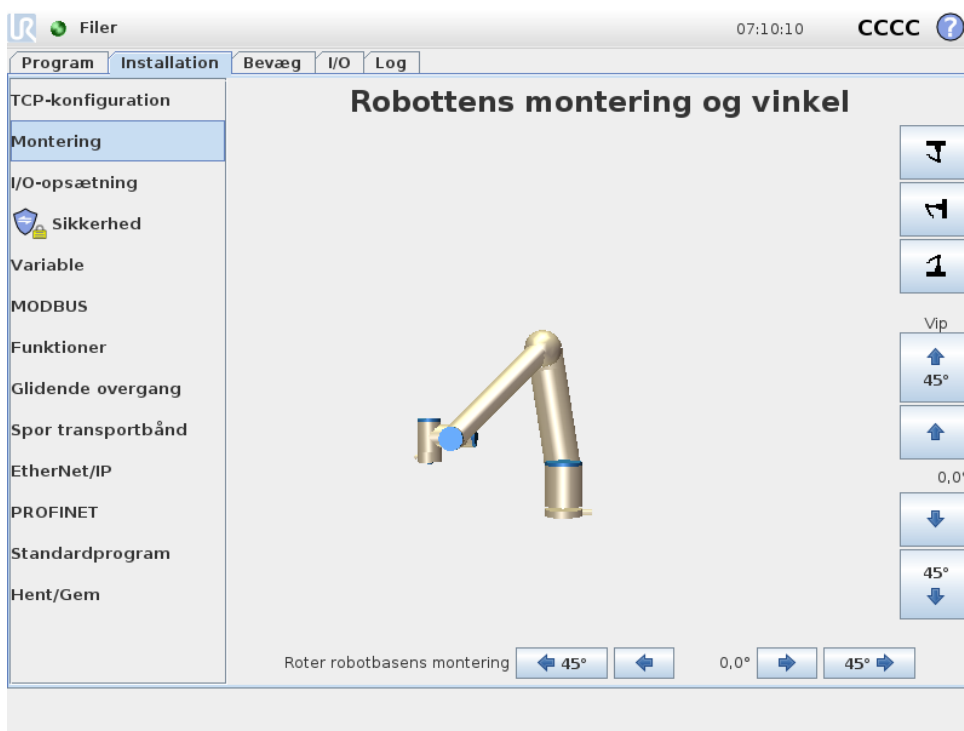 UR Filer 07:10:10 CCCC ?
Program Installation Bevæg I/O Log
TCP-konfiguration
Montering
I/O-opsætning
Sikkerhed
Variable
MODBUS
Funktioner
Glidende overgang
Spor transportbånd
EtherNet/IP
PROFINET
Standardprogram
Hent/Gem
Robottens montering og vinkel
Vip
45°
0,0°
45°
Roter robotbasens montering 45° 0,0° 45°